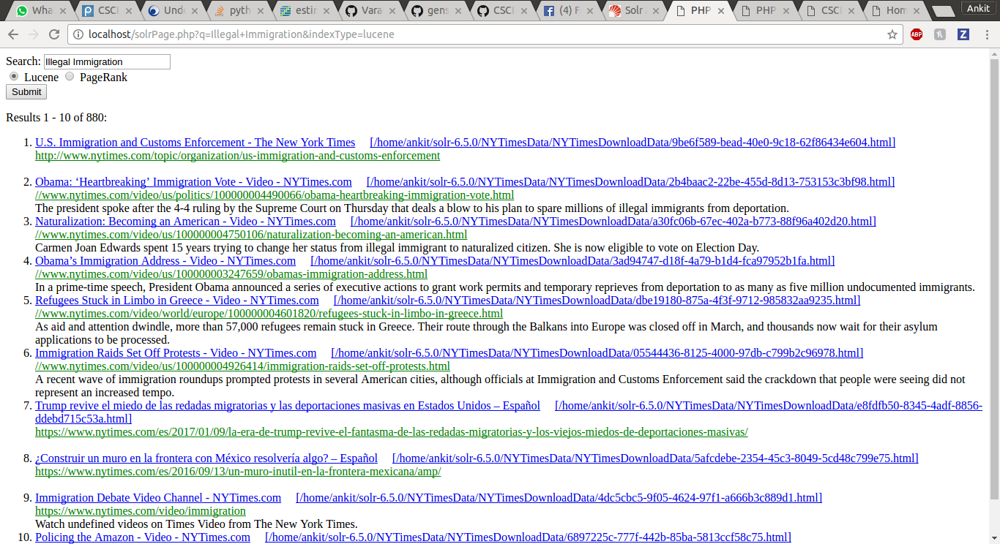 Wha CSCI Unde pyth estir Vara gens CSCI (4) F Solr PHP PHP CSCI Hom Ankit
localhost/solrPage.php?q=Illegal+Immigration&indexType=lucene ABP Z
Search: Illegal Immigration
Lucene PageRank
Submit
Results 1 - 10 of 880:
1. U.S. Immigration and Customs Enforcement - The New York Times [/home/ankit/solr-6.5.0/NYTimesData/NYTimesDownloadData/9be6f589-bead-40e0-9c18-62f86434e604.html]
http://www.nytimes.com/topic/organization/us-immigration-and-customs-enforcement
2. Obama: ‘Heartbreaking’ Immigration Vote - Video - NYTimes.com [/home/ankit/solr-6.5.0/NYTimesData/NYTimesDownloadData/2b4baac2-22be-455d-8d13-753153c3bf98.html]
//www.nytimes.com/video/us/politics/100000004490066/obama-heartbreaking-immigration-vote.html
The president spoke after the 4-4 ruling by the Supreme Court on Thursday that deals a blow to his plan to spare millions of illegal immigrants from deportation.
3. Naturalization: Becoming an American - Video - NYTimes.com [/home/ankit/solr-6.5.0/NYTimesData/NYTimesDownloadData/a30fc06b-67ec-402a-b773-88f96a402d20.html]
//www.nytimes.com/video/us/100000004750106/naturalization-becoming-an-american.html
Carmen Joan Edwards spent 15 years trying to change her status from illegal immigrant to naturalized citizen. She is now eligible to vote on Election Day.
4. Obama’s Immigration Address - Video - NYTimes.com [/home/ankit/solr-6.5.0/NYTimesData/NYTimesDownloadData/3ad94747-d18f-4a79-b1d4-fca97952b1fa.html]
//www.nytimes.com/video/us/100000003247659/obamas-immigration-address.html
In a prime-time speech, President Obama announced a series of executive actions to grant work permits and temporary reprieves from deportation to as many as five million undocumented immigrants.
5. Refugees Stuck in Limbo in Greece - Video - NYTimes.com [/home/ankit/solr-6.5.0/NYTimesData/NYTimesDownloadData/dbe19180-875a-4f3f-9712-985832aa9235.html]
//www.nytimes.com/video/world/europe/100000004601820/refugees-stuck-in-limbo-in-greece.html
As aid and attention dwindle, more than 57,000 refugees remain stuck in Greece. Their route through the Balkans into Europe was closed off in March, and thousands now wait for their asylum
applications to be processed.
6. Immigration Raids Set Off Protests - Video - NYTimes.com [/home/ankit/solr-6.5.0/NYTimesData/NYTimesDownloadData/05544436-8125-4000-97db-c799b2c96978.html]
//www.nytimes.com/video/us/100000004926414/immigration-raids-set-off-protests.html
A recent wave of immigration roundups prompted protests in several American cities, although officials at Immigration and Customs Enforcement said the crackdown that people were seeing did not
represent an increased tempo.
7. Trump revive el miedo de las redadas migratorias y las deportaciones masivas en Estados Unidos – Español [/home/ankit/solr-6.5.0/NYTimesData/NYTimesDownloadData/e8fdfb50-8345-4adf-8856-
ddebd715c53a.html]
https://www.nytimes.com/es/2017/01/09/la-era-de-trump-revive-el-fantasma-de-las-redadas-migratorias-y-los-viejos-miedos-de-deportaciones-masivas/
8. ¿Construir un muro en la frontera con México resolvería algo? – Español [/home/ankit/solr-6.5.0/NYTimesData/NYTimesDownloadData/5afcdebe-2354-45c3-8049-5cd48c799e75.html]
https://www.nytimes.com/es/2016/09/13/un-muro-inutil-en-la-frontera-mexicana/amp/
9. Immigration Debate Video Channel - NYTimes.com [/home/ankit/solr-6.5.0/NYTimesData/NYTimesDownloadData/4dc5cbc5-9f05-4624-97f1-a666b3c889d1.html]
https://www.nytimes.com/video/immigration
Watch undefined videos on Times Video from The New York Times.
10. Policing the Amazon - Video - NYTimes.com [/home/ankit/solr-6.5.0/NYTimesData/NYTimesDownloadData/6897225c-777f-442b-85ba-5813ccf58c75.html]